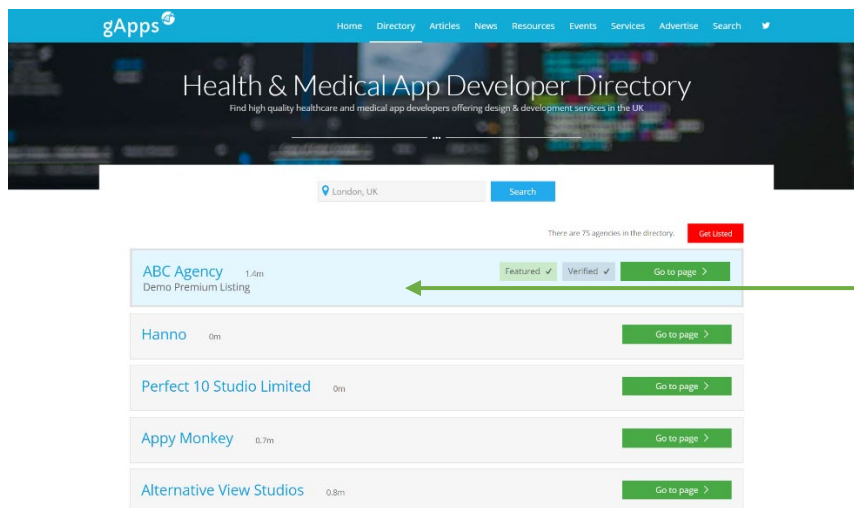 gApps
Home Directory Articles News Resources Events Services Advertise Search
Health & Medical App Developer Directory
Find high quality healthcare and medical app developers offering design & development services in the UK
London, UK Search
There are 75 agencies in the directory. Get Listed
ABC Agency 1.4m Featured ✓ Verified ✓ Go to page >
Demo Premium Listing
Hanno 0m Go to page >
Perfect 10 Studio Limited 0m Go to page >
Appy Monkey 0.7m Go to page >
Alternative View Studios 0.8m Go to page >